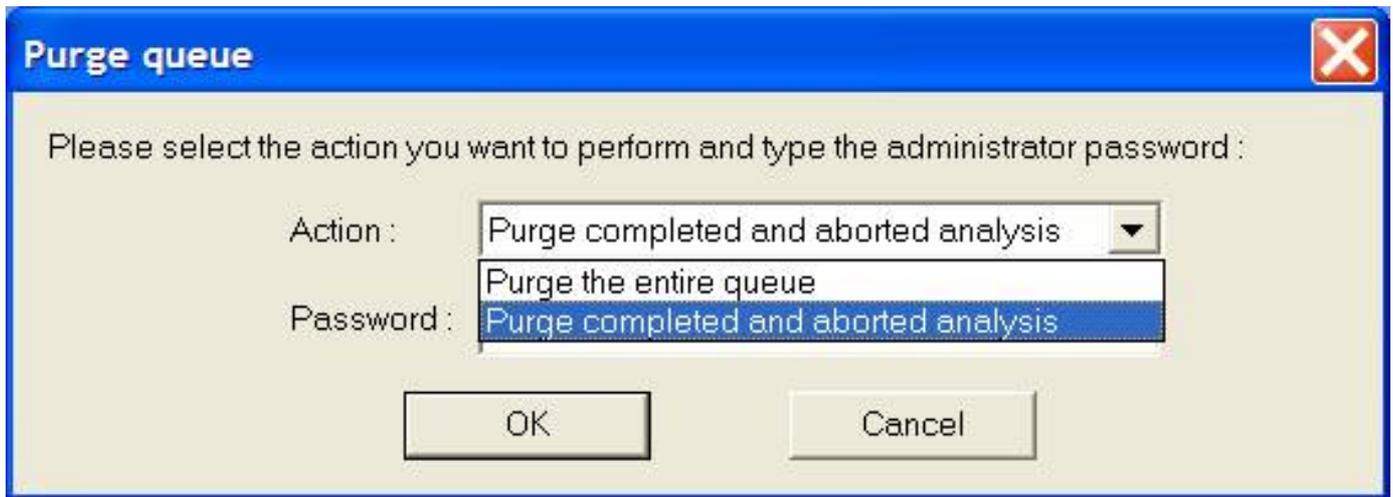 Purge queue
Please select the action you want to perform and type the administrator password :
Action : Purge completed and aborted analysis
Purge the entire queue
Password : Purge completed and aborted analysis
OK Cancel